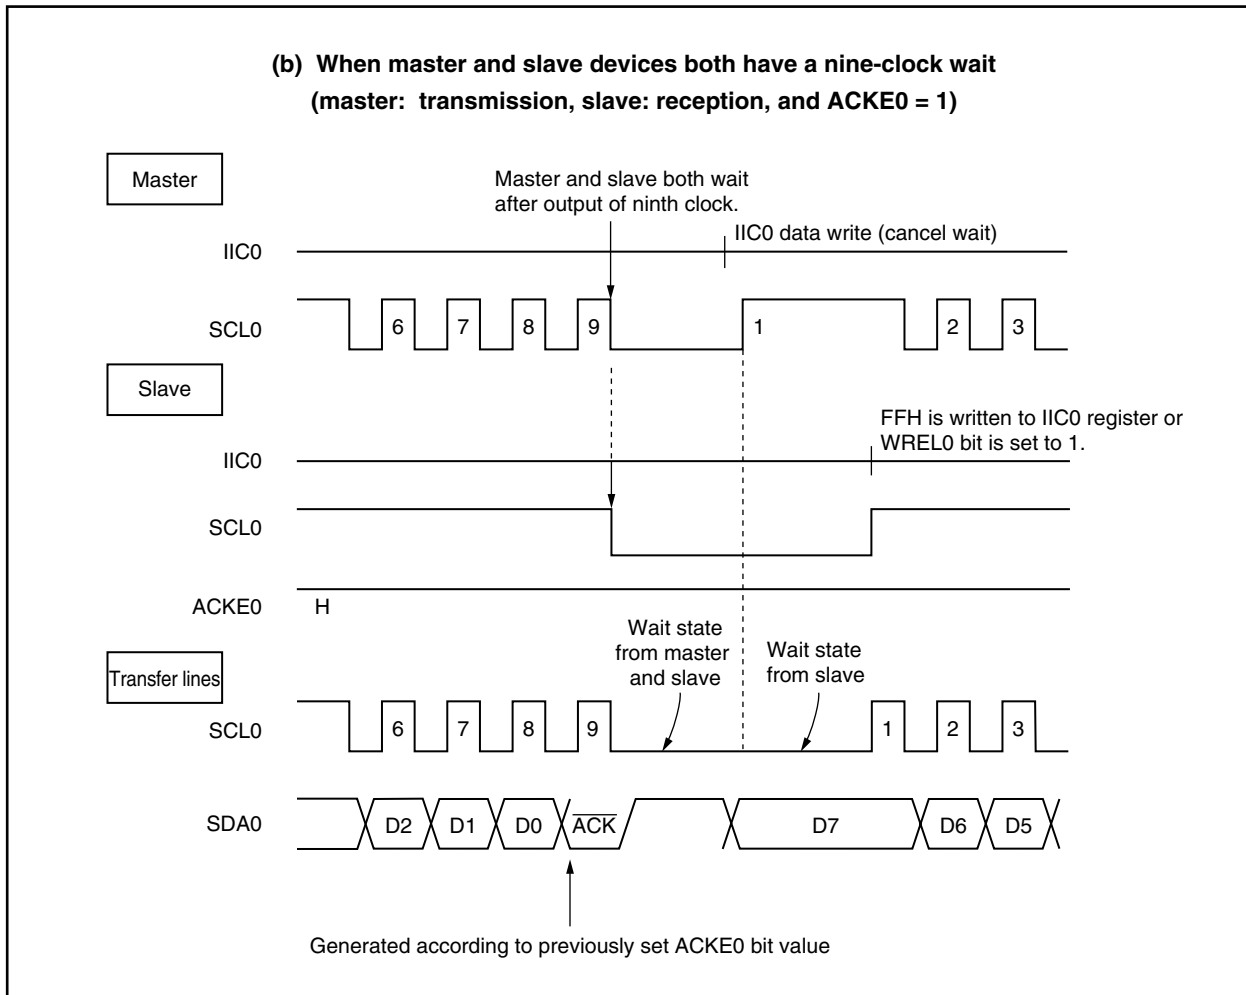 (b) When master and slave devices both have a nine-clock wait
(master: transmission, slave: reception, and ACKE0 = 1)
Master
Master and slave both wait
after output of ninth clock.
IIC0 data write (cancel wait)
IIC0
SCL0
6 7 8 9 1 2 3
Slave
FFH is written to IIC0 register or
WREL0 bit is set to 1.
IIC0
SCL0
ACKE0 H
Wait state
from master
and slave
Wait state
from slave
Transfer lines
SCL0
6 7 8 9 1 2 3
SDA0
D2 D1 D0 ACK D7 D6 D5
Generated according to previously set ACKE0 bit value